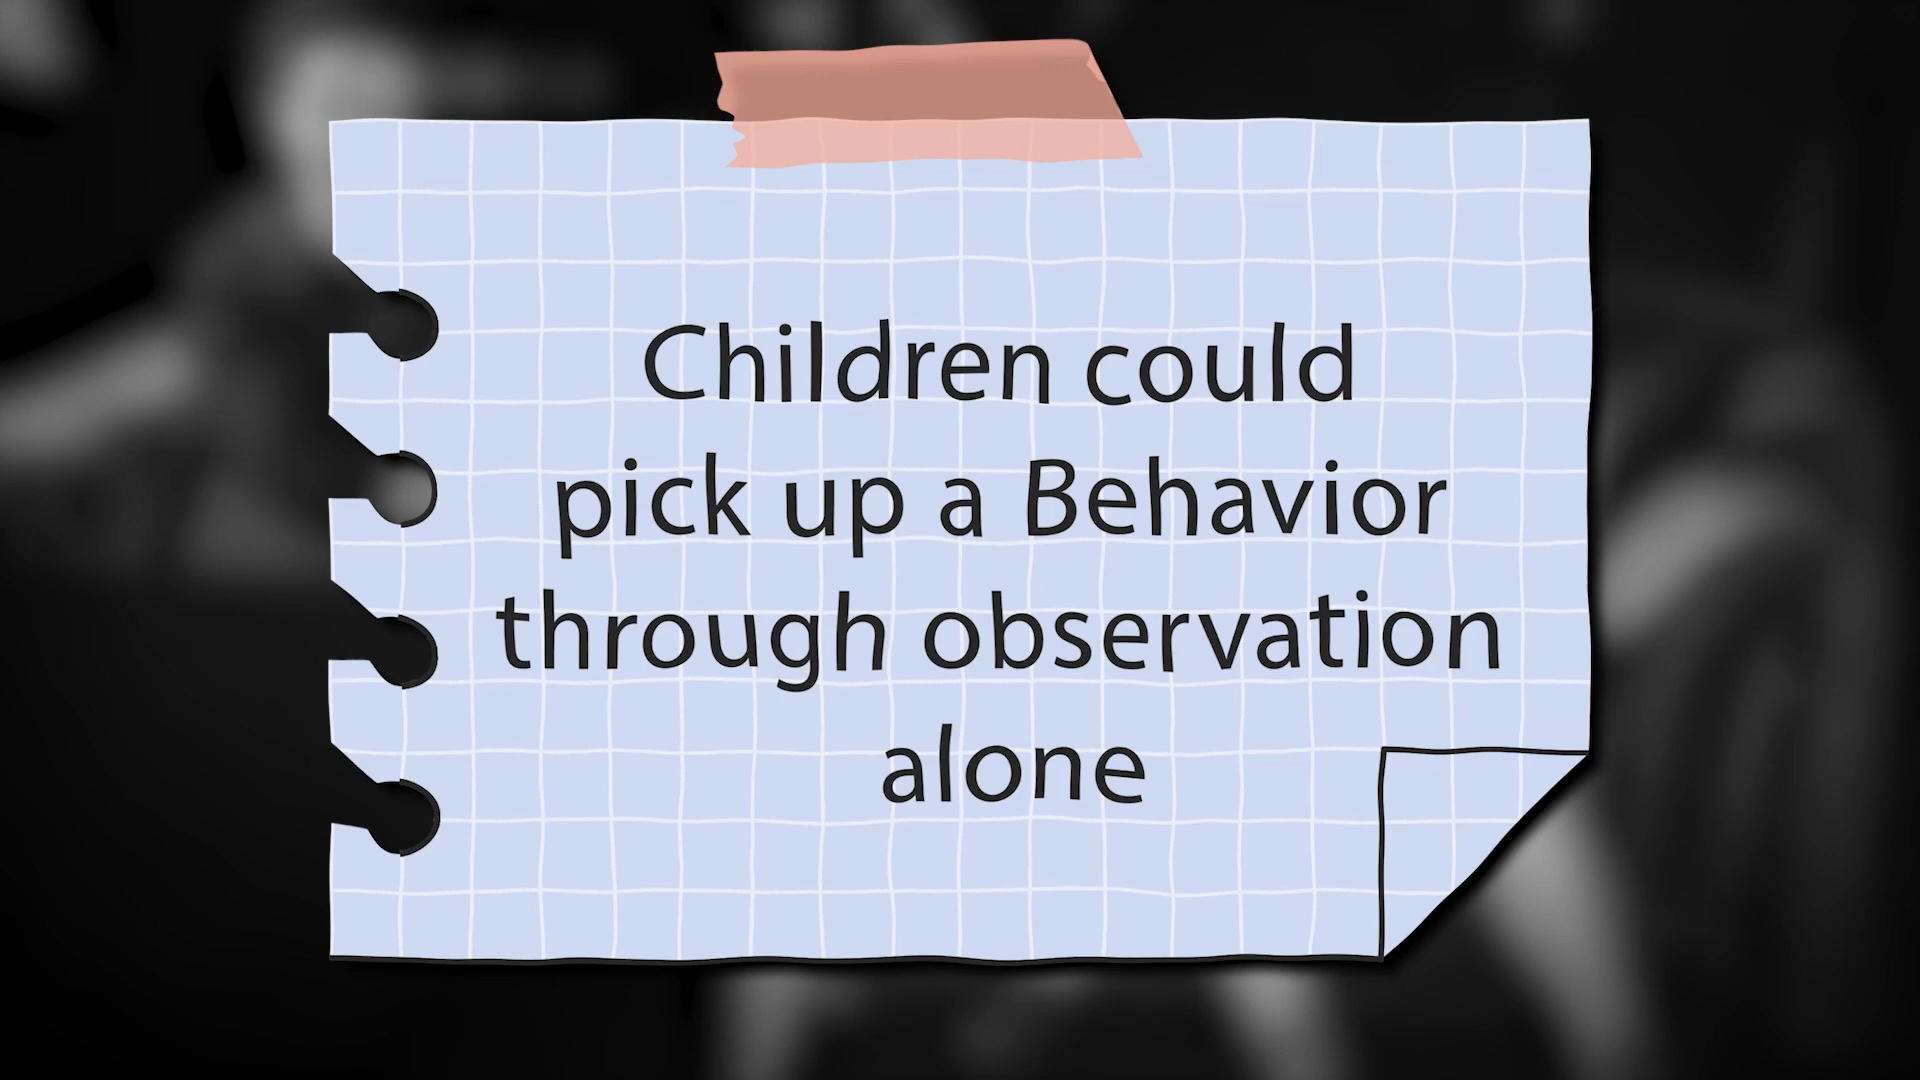 Children could
pick up a Behavior
through observation
alone